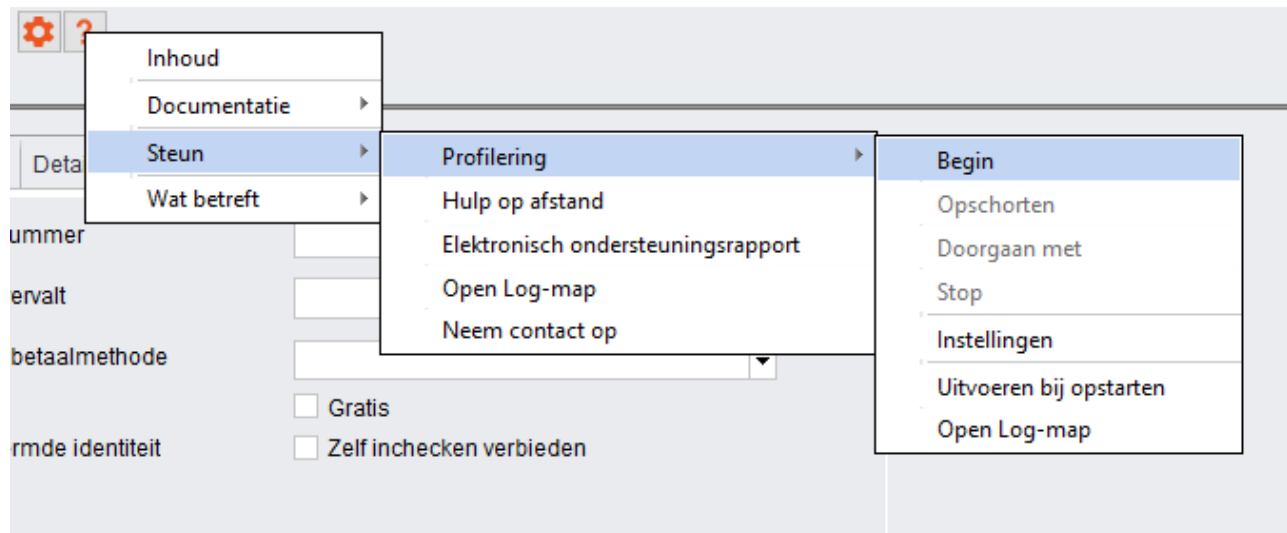 ?
Inhoud
Documentatie
Steun
Wat betreft
Profilering
Hulp op afstand
Elektronisch ondersteuningsrapport
Open Log-map
Neem contact op
Begin
Opschorten
Doorgaan met
Stop
Instellingen
Uitvoeren bij opstarten
Open Log-map
Deta
ummer
ervalt
betaalmethode
Gratis
rmde identiteit
Zelf inchecken verbieden